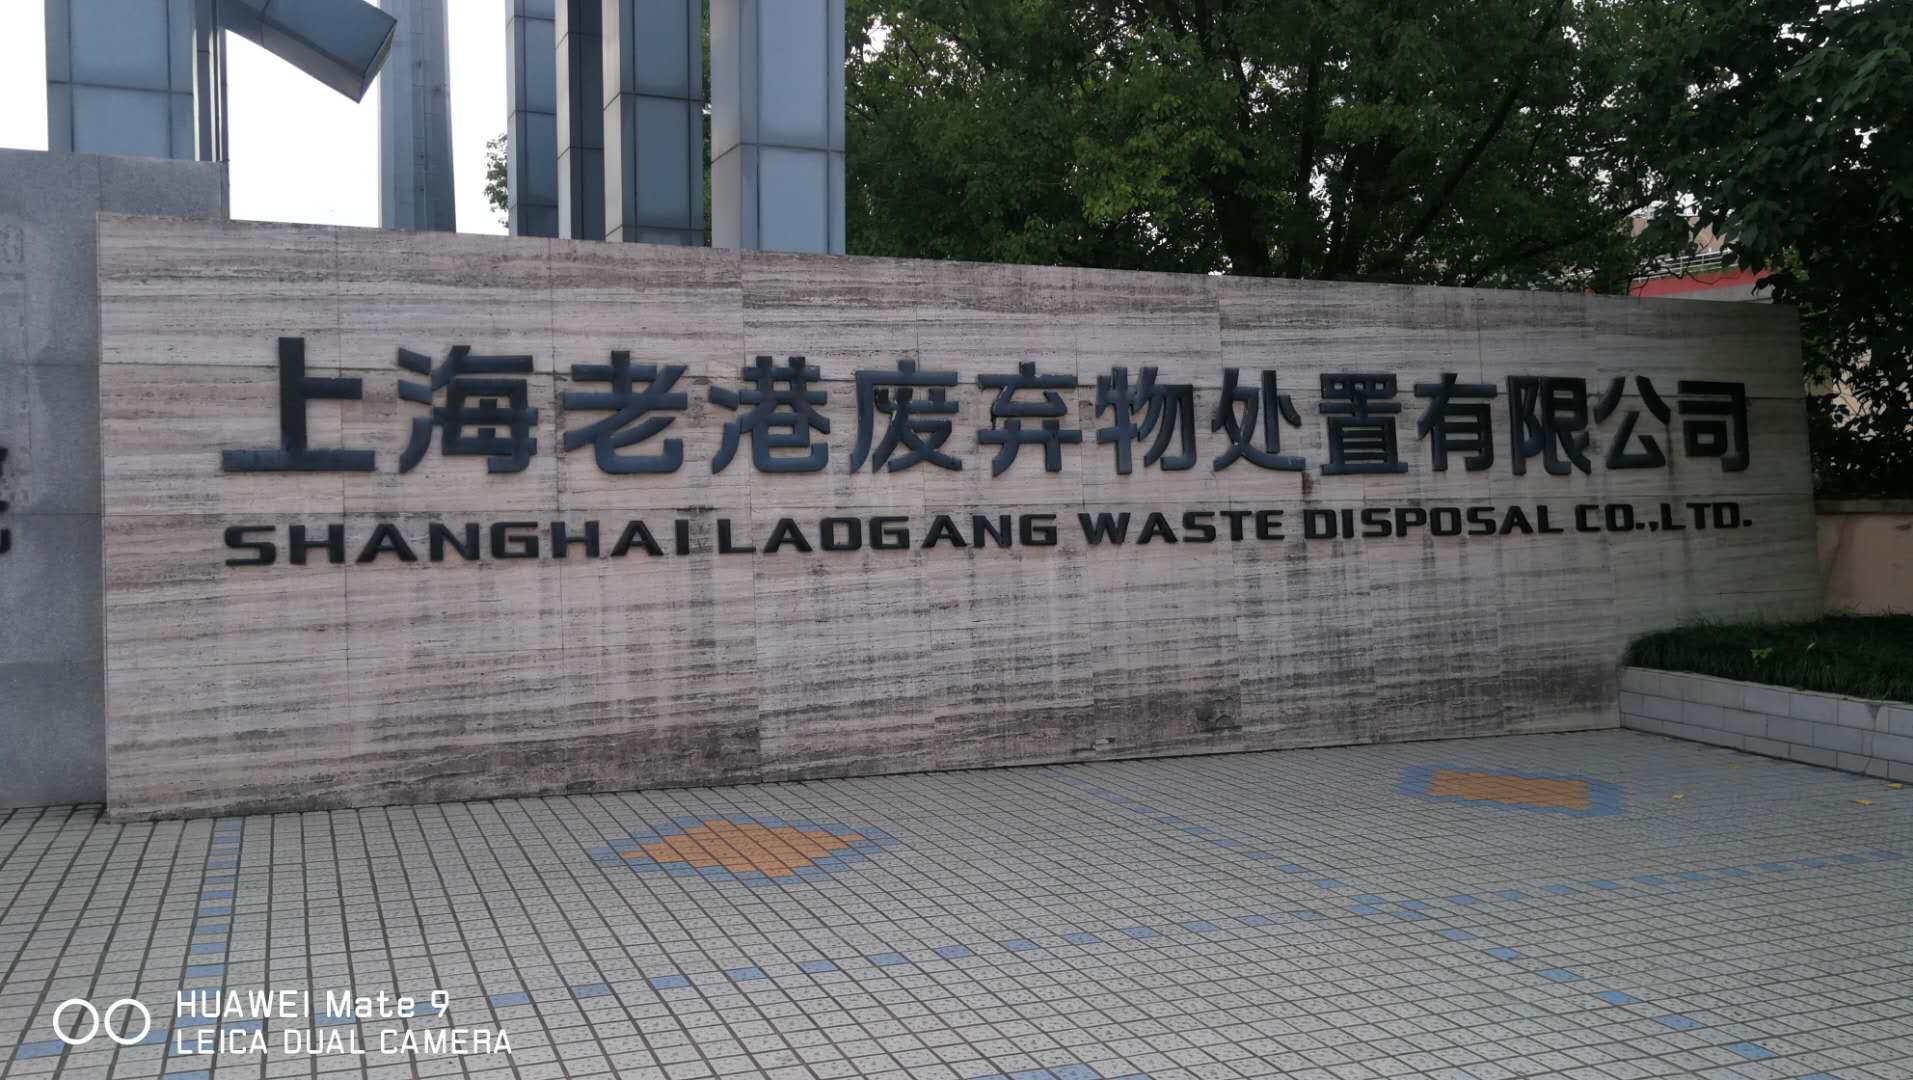 上海老港废弃物处置有限公司
SHANGHAI LAOGANG WASTE DISPOSAL CO.,LTD.
HUAWEI Mate 9
LEICA DUAL CAMERA